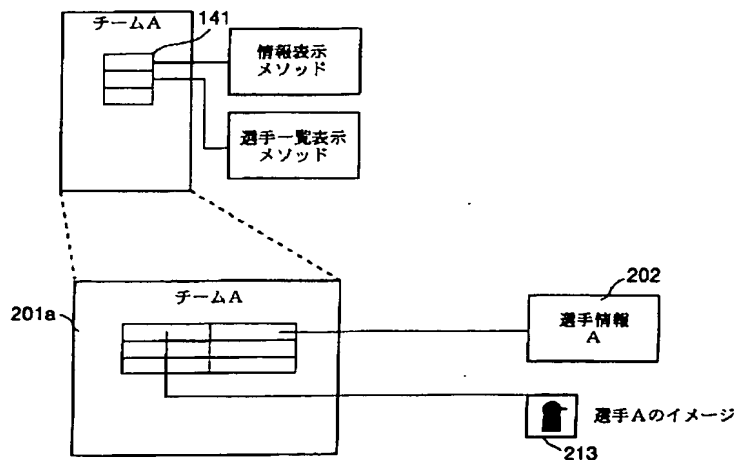 チームA
141
情報表示
メソッド
選手一覧表示
メソッド
チームA
201a
202
選手情報
A
選手Aのイメージ
213